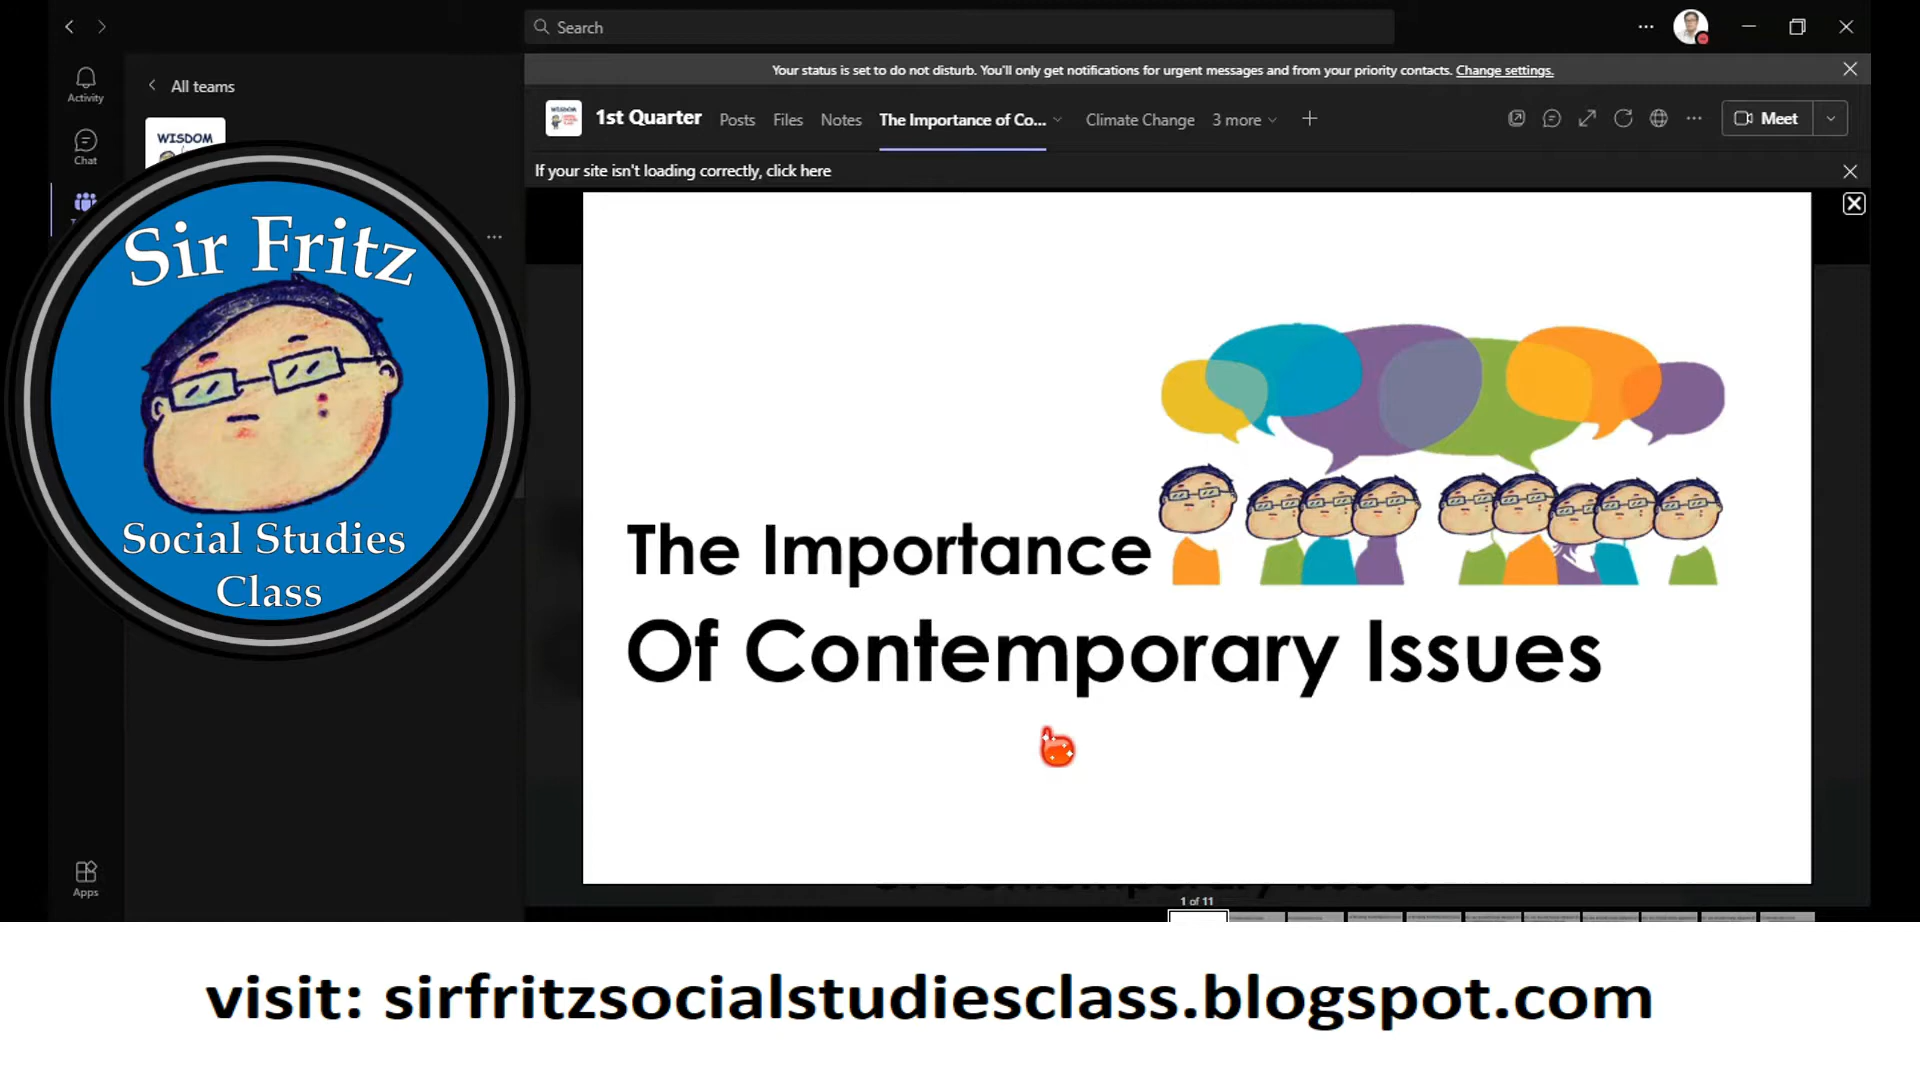 Search
Your status is set to do not disturb. You'll only get notifications for urgent messages and from your priority contacts. Change settings.
Activity
All teams
WISDOM
1st Quarter
Posts
Files
Notes
The Importance of Co...
Climate Change
3 more
Meet
Chat
If your site isn't loading correctly, click here
Sir Fritz
Social Studies
Class
The Importance
Of Contemporary Issues
Apps
1 of 11
visit: sirfritzsocialstudiesclass.blogspot.com